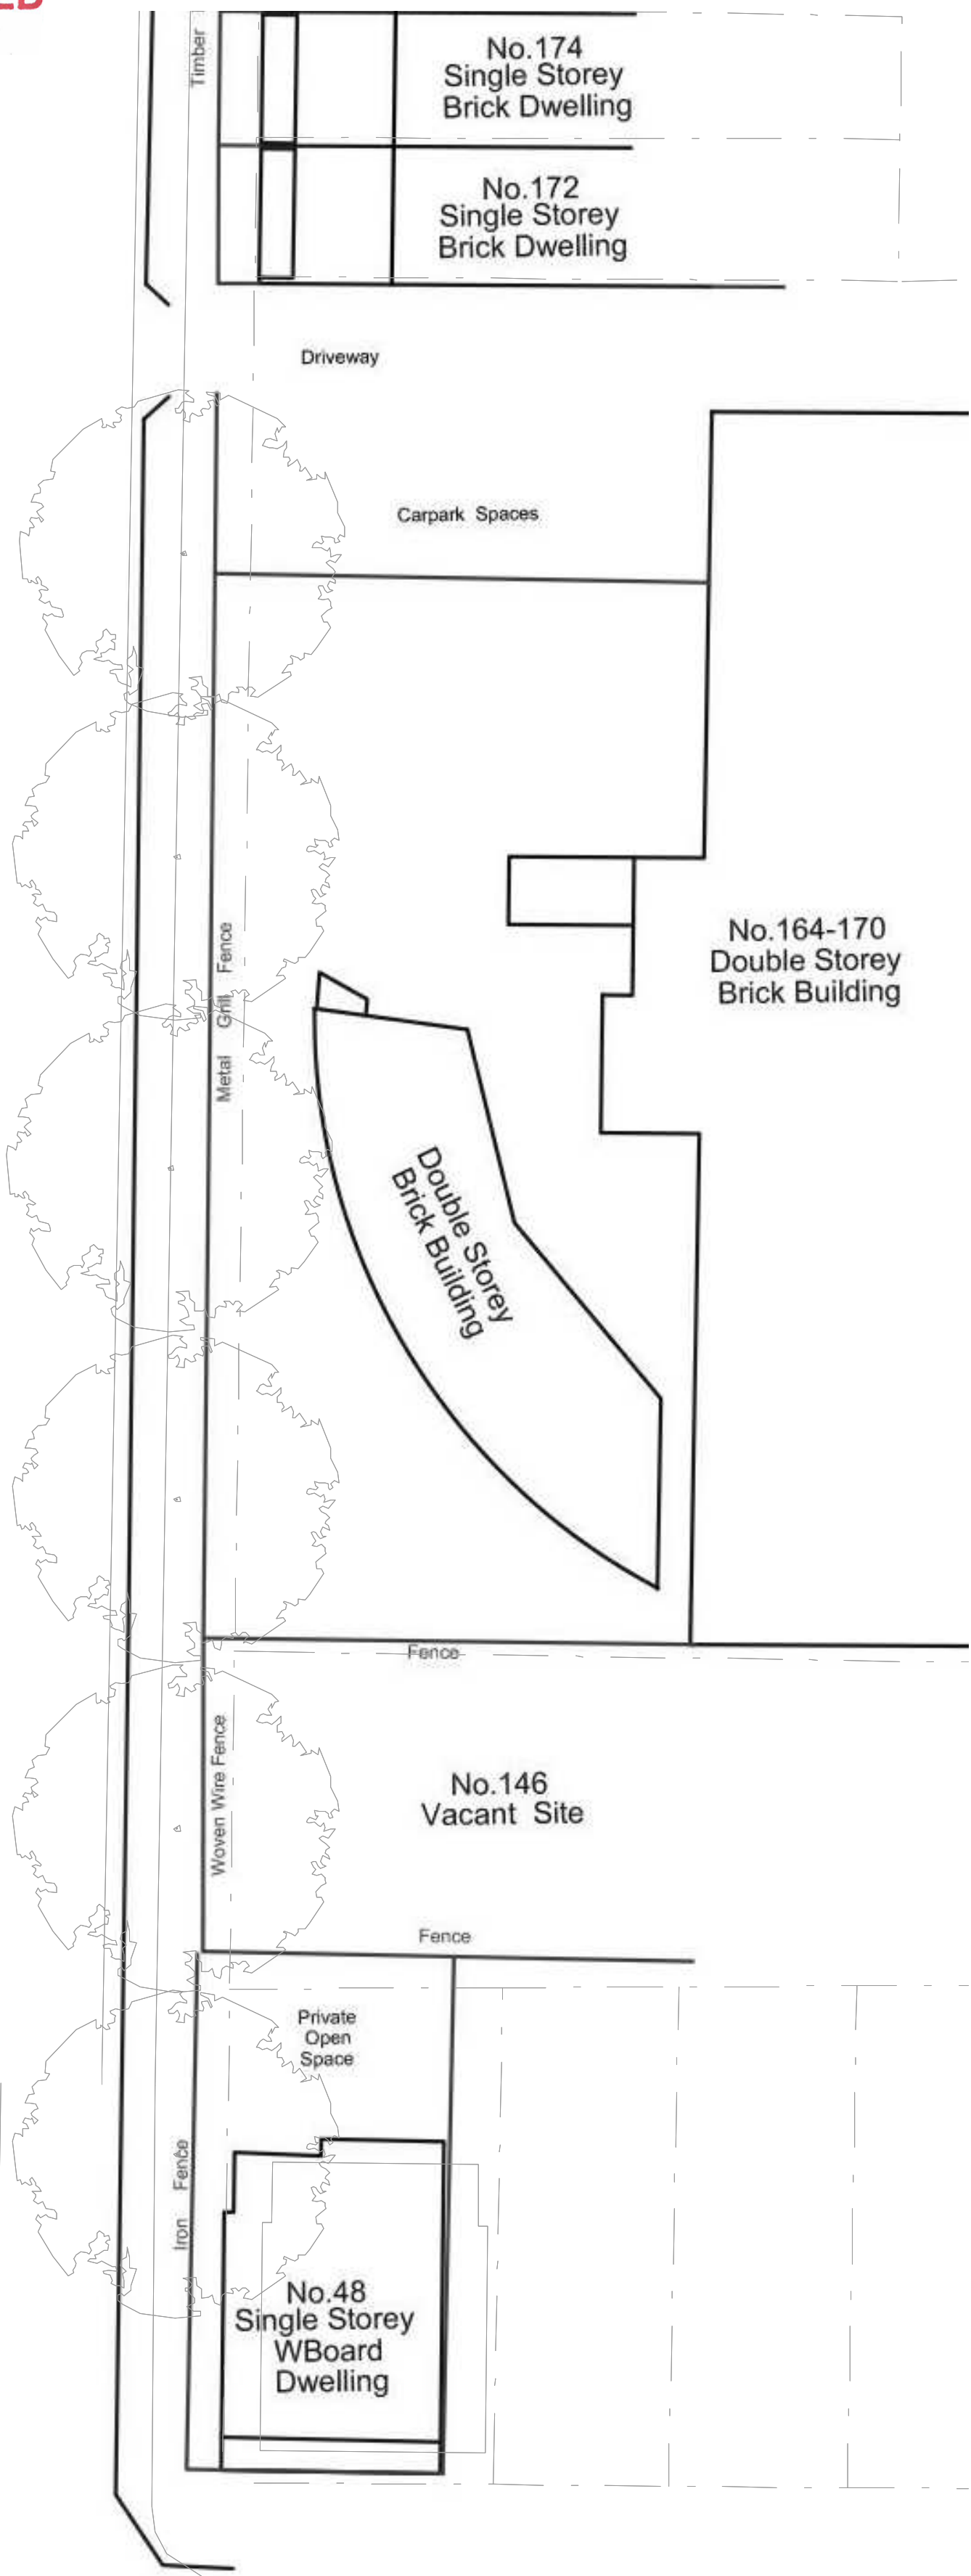 Timber
No.174
Single Storey
Brick Dwelling
No.172
Single Storey
Brick Dwelling
Driveway
Carpark Spaces
Metal Grill Fence
No.164-170
Double Storey
Brick Building
Double Storey
Brick Building
Fence
Woven Wire Fence
No.146
Vacant Site
Fence
Private
Open
Space
Iron Fence
No.48
Single Storey
WBoard
Dwelling